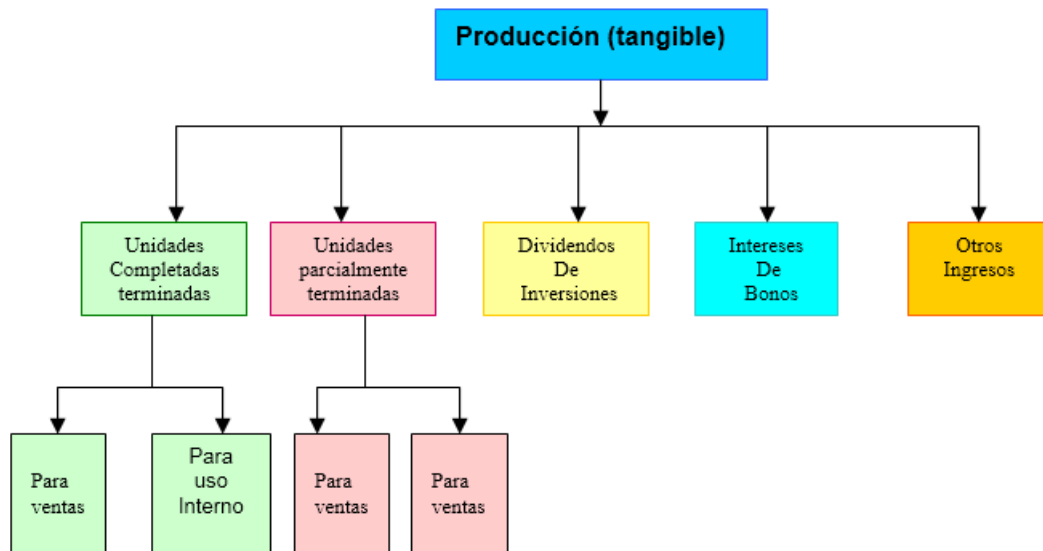 Producción (tangible)
Unidades
Completadas
terminadas
Unidades
parcialmente
terminadas
Dividendos
De
Inversiones
Intereses
De
Bonos
Otros
Ingresos
Para
ventas
Para
uso
Interno
Para
ventas
Para
ventas